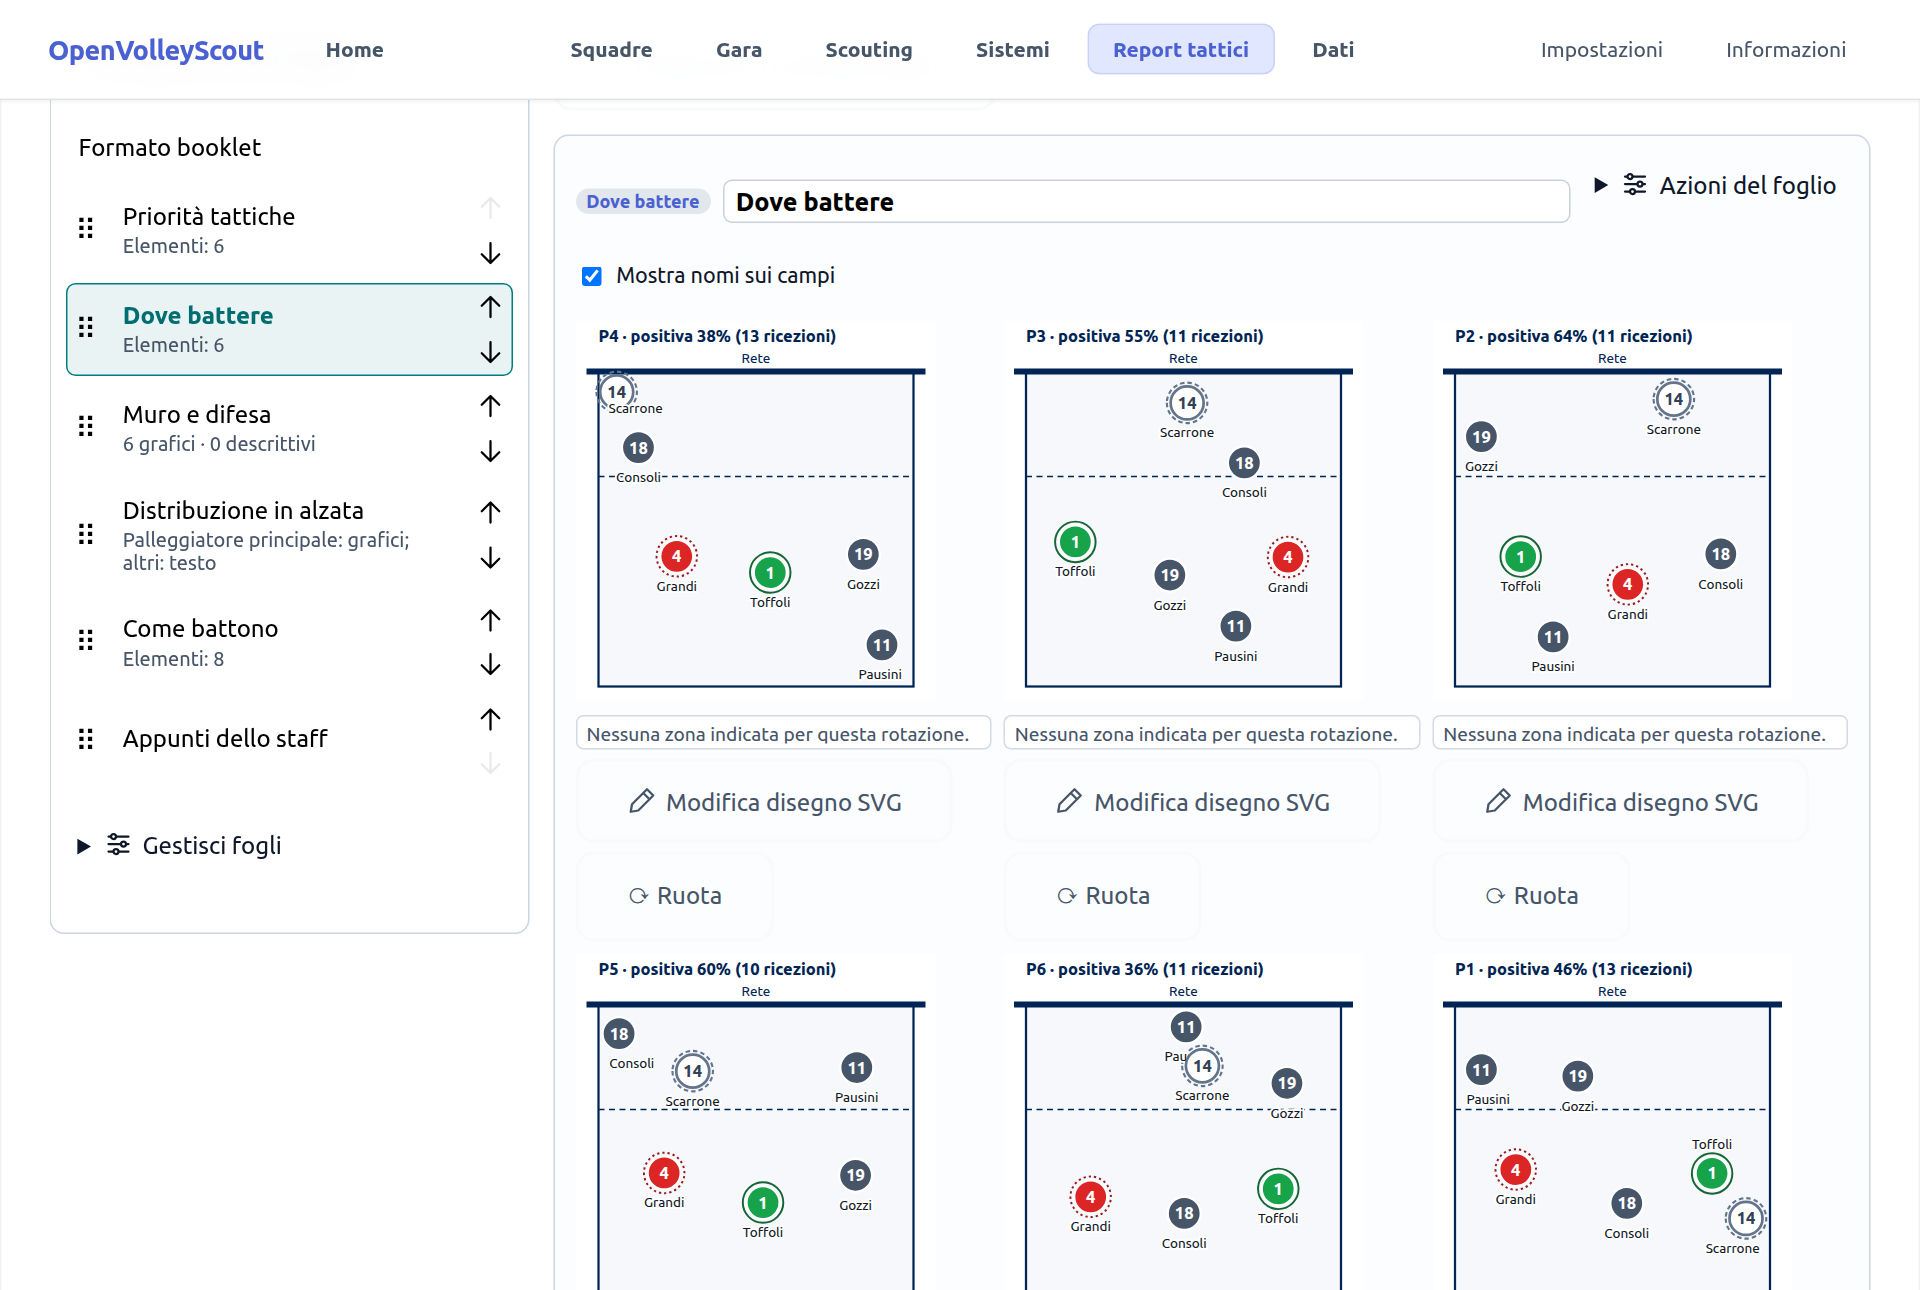 OpenVolleyScout Home Squadre Gara Scouting Sistemi Report tattici Dati Impostazioni Informazioni
Formato booklet
Priorità tattiche
Elementi: 6
Dove battere
Elementi: 6
Muro e difesa
6 grafici · 0 descrittivi
Distribuzione in alzata
Palleggiatore principale: grafici;
altri: testo
Come battono
Elementi: 8
Appunti dello staff
Gestisci fogli
Dove battere
Dove battere
Azioni del foglio
Mostra nomi sui campi
P4 · positiva 38% (13 ricezioni)
Rete
14
Scarrone
18
Consoli
4
Grandi
1
Toffoli
19
Gozzi
11
Pausini
Nessuna zona indicata per questa rotazione.
Modifica disegno SVG
Ruota
P3 · positiva 55% (11 ricezioni)
Rete
14
Scarrone
18
Consoli
1
Toffoli
19
Gozzi
4
Grandi
11
Pausini
Nessuna zona indicata per questa rotazione.
Modifica disegno SVG
Ruota
P2 · positiva 64% (11 ricezioni)
Rete
14
Scarrone
19
Gozzi
1
Toffoli
4
Grandi
18
Consoli
11
Pausini
Nessuna zona indicata per questa rotazione.
Modifica disegno SVG
Ruota
P5 · positiva 60% (10 ricezioni)
Rete
18
Consoli
14
Scarrone
11
Pausini
4
Grandi
1
Toffoli
19
Gozzi
P6 · positiva 36% (11 ricezioni)
Rete
11
Pau
14
Scarrone
19
Gozzi
4
Grandi
18
Consoli
1
Toffoli
P1 · positiva 46% (13 ricezioni)
Rete
11
Pausini
19
Gozzi
Toffoli
1
4
Grandi
18
Consoli
14
Scarrone